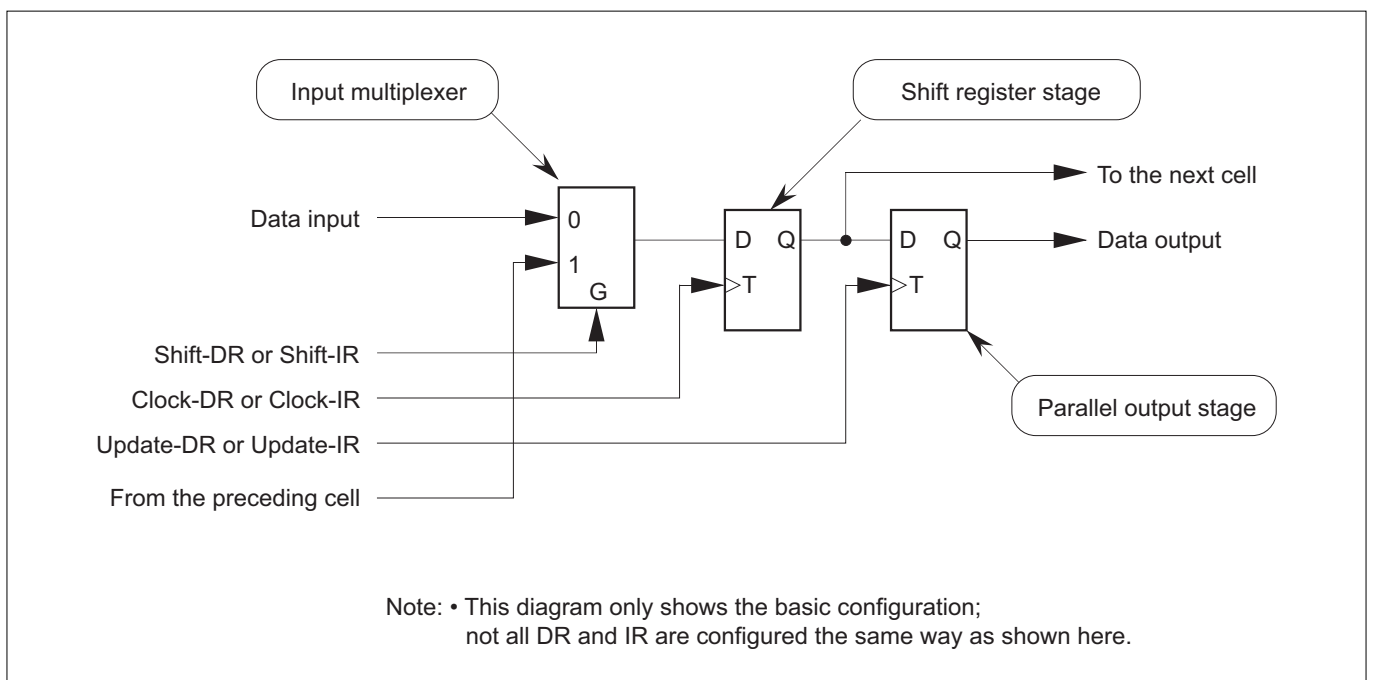 Input multiplexer
Shift register stage
To the next cell
Data input
0
D Q
D Q
Data output
1
T
T
G
Shift-DR or Shift-IR
Clock-DR or Clock-IR
Parallel output stage
Update-DR or Update-IR
From the preceding cell
Note: • This diagram only shows the basic configuration;
not all DR and IR are configured the same way as shown here.